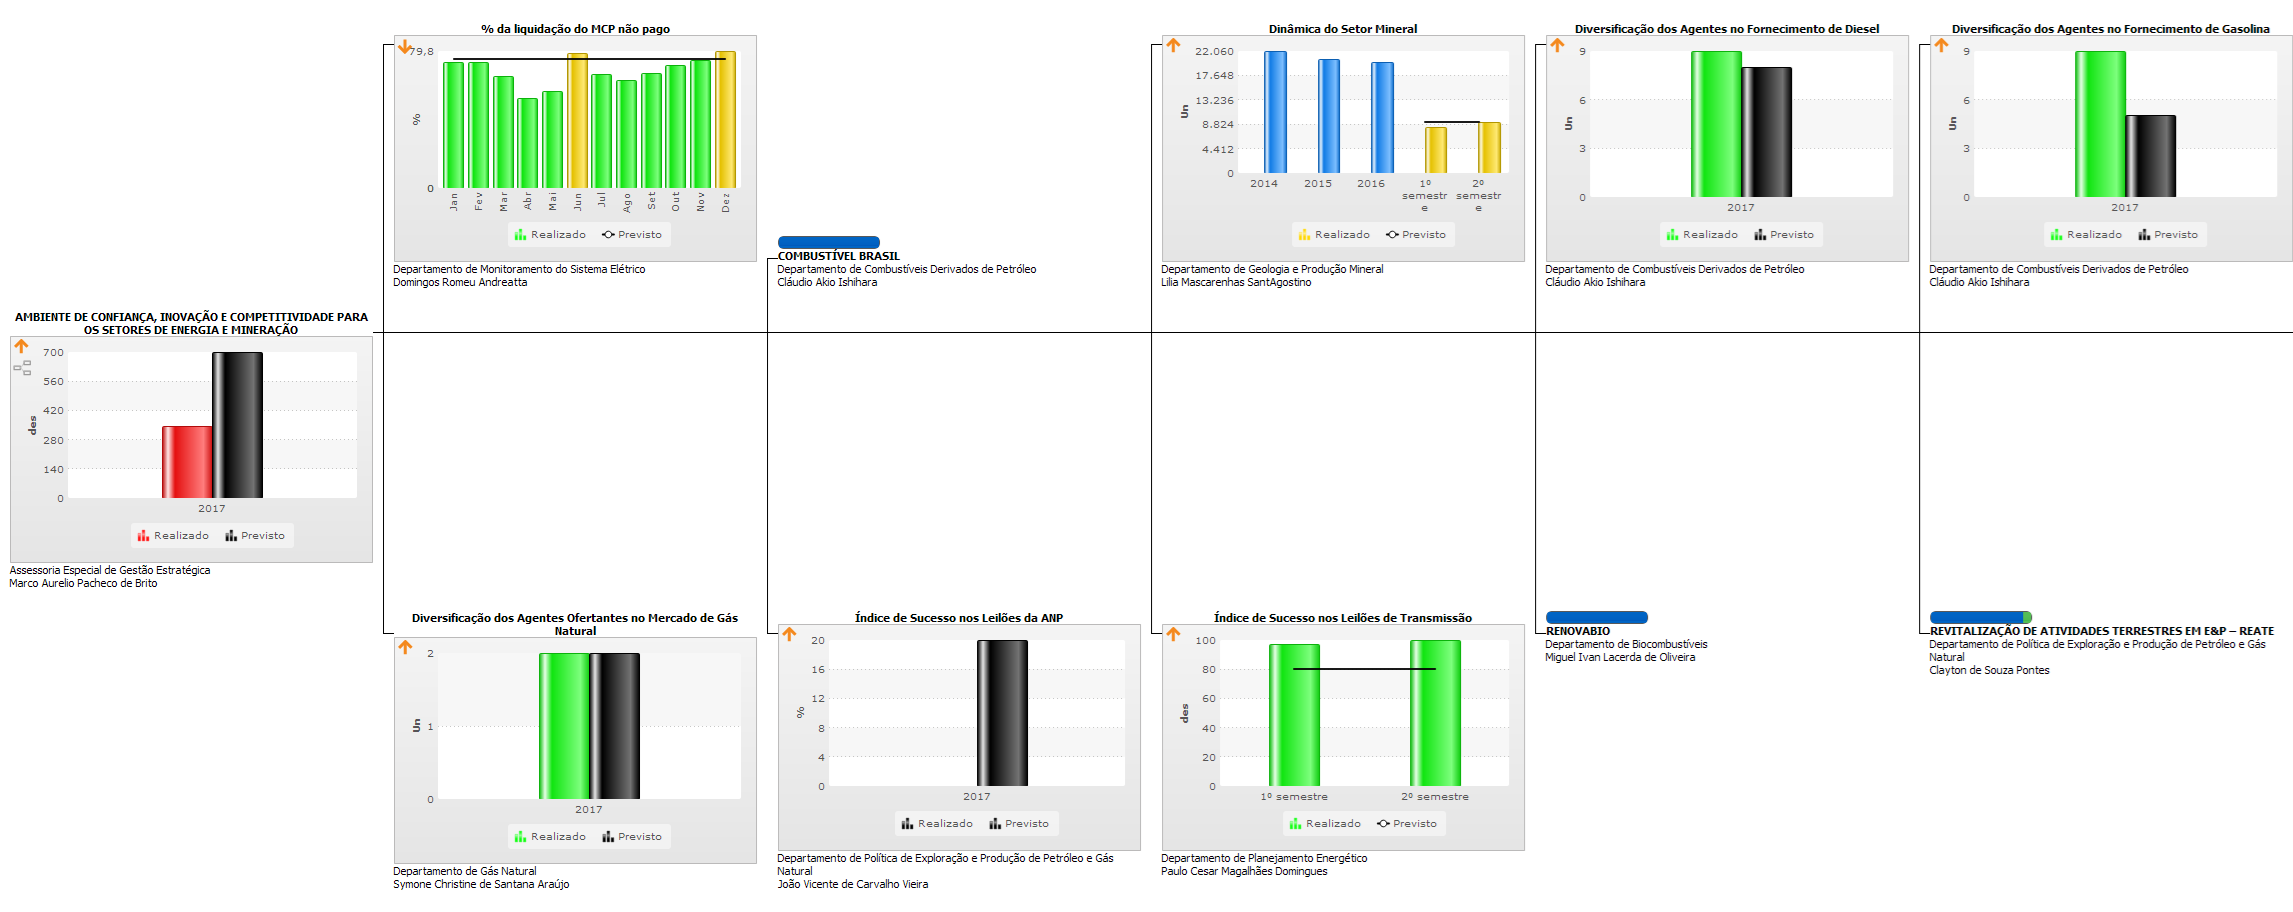 % da liquidação do MCP não pago
79,8
0
%
Jan
Fev
Mar
Abr
Mai
Jun
Jul
Ago
Set
Out
Nov
Dez
Realizado Previsto
Departamento de Monitoramento do Sistema Elétrico
Domingos Romeu Andreatta
COMBUSTÍVEL BRASIL
Departamento de Combustíveis Derivados de Petróleo
Cláudio Akio Ishihara
Dinâmica do Setor Mineral
22.060
17.648
13.236
8.824
4.412
0
Un
2014 2015 2016 1º semestr e 2º semestr e
Realizado Previsto
Departamento de Geologia e Produção Mineral
Lilia Mascarenhas SantAgostino
Diversificação dos Agentes no Fornecimento de Diesel
9
6
3
0
Un
2017
Realizado Previsto
Departamento de Combustíveis Derivados de Petróleo
Cláudio Akio Ishihara
Diversificação dos Agentes no Fornecimento de Gasolina
9
6
3
0
Un
2017
Realizado Previsto
Departamento de Combustíveis Derivados de Petróleo
Cláudio Akio Ishihara
AMBIENTE DE CONFIANÇA, INOVAÇÃO E COMPETITIVIDADE PARA
OS SETORES DE ENERGIA E MINERAÇÃO
700
560
420
280
140
0
des
2017
Realizado Previsto
Assessoria Especial de Gestão Estratégica
Marco Aurelio Pacheco de Brito
Diversificação dos Agentes Ofertantes no Mercado de Gás
Natural
2
1
0
Un
2017
Realizado Previsto
Departamento de Gás Natural
Symone Christine de Santana Araújo
Índice de Sucesso nos Leilões da ANP
20
16
12
8
4
0
%
2017
Realizado Previsto
Departamento de Política de Exploração e Produção de Petróleo e Gás
Natural
João Vicente de Carvalho Vieira
Índice de Sucesso nos Leilões de Transmissão
100
80
60
40
20
0
des
1º semestre 2º semestre
Realizado Previsto
Departamento de Planejamento Energético
Paulo Cesar Magalhães Domingues
RENOVABIO
Departamento de Biocombustíveis
Miguel Ivan Lacerda de Oliveira
REVITALIZAÇÃO DE ATIVIDADES TERRESTRES EM E&P – REATE
Departamento de Política de Exploração e Produção de Petróleo e Gás
Natural
Clayton de Souza Pontes